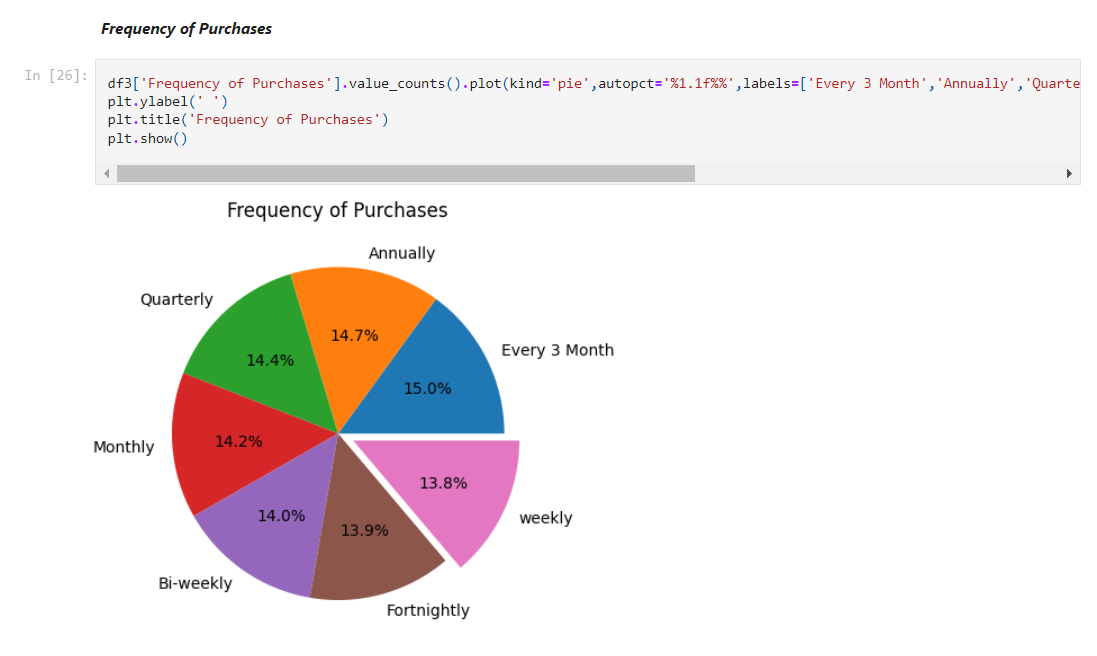 Frequency of Purchases
In [26]:
df3['Frequency of Purchases'].value_counts().plot(kind='pie',autopct='%1.1f%%',labels=['Every 3 Month','Annually','Quarte
plt.ylabel(' ')
plt.title('Frequency of Purchases')
plt.show()
Frequency of Purchases
Annually
Quarterly
14.7%
Every 3 Month
14.4%
15.0%
14.2%
Monthly
13.8%
14.0%
weekly
13.9%
Bi-weekly
Fortnightly